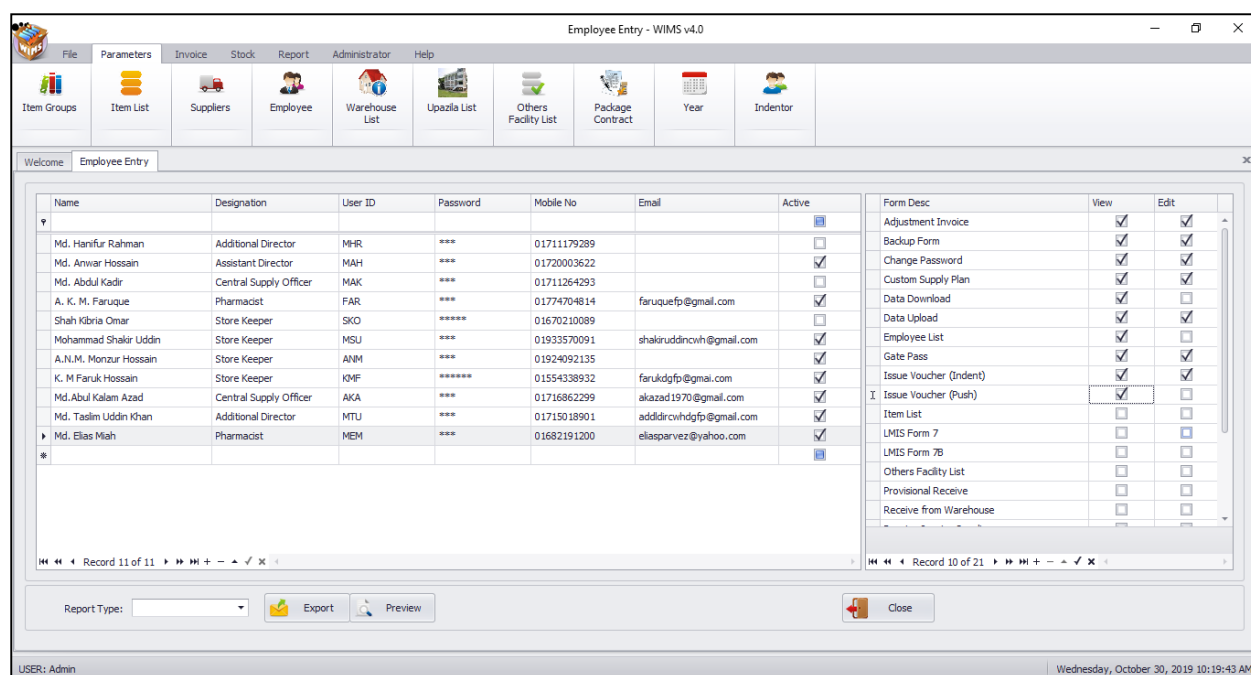 Employee Entry - WIMS v4.0
WIMS
File Parameters Invoice Stock Report Administrator Help
Item Groups Item List Suppliers Employee Warehouse List Upazila List Others Facility List Package Contract Year Indentor
Welcome Employee Entry
Name Designation User ID Password Mobile No Email Active
Md. Hanifur Rahman Additional Director MHR *** 01711179289
Md. Anwar Hossain Assistant Director MAH *** 01720003622
Md. Abdul Kadir Central Supply Officer MAK *** 01711264293
A. K. M. Faruque Pharmacist FAR *** 01774704814 faruquefp@gmail.com
Shah Kibria Omar Store Keeper SKO ***** 01670210089
Mohammad Shakir Uddin Store Keeper MSU *** 01933570091 shakiruddincwh@gmail.com
A.N.M. Monzur Hossain Store Keeper ANM *** 01924092135
K. M Faruk Hossain Store Keeper KMF ****** 01554338932 farukdgfp@gmai.com
Md.Abul Kalam Azad Central Supply Officer AKA *** 01716862299 akazad1970@gmail.com
Md. Taslim Uddin Khan Additional Director MTU *** 01715018901 addldircwhdgfp@gmail.com
Md. Elias Miah Pharmacist MEM *** 01682191200 eliasparvez@yahoo.com
Record 11 of 11
Form Desc View Edit
Adjustment Invoice
Backup Form
Change Password
Custom Supply Plan
Data Download
Data Upload
Employee List
Gate Pass
Issue Voucher (Indent)
Issue Voucher (Push)
Item List
LMIS Form 7
LMIS Form 7B
Others Facility List
Provisional Receive
Receive from Warehouse
Record 10 of 21
Report Type: Export Preview Close
USER: Admin Wednesday, October 30, 2019 10:19:43 AM